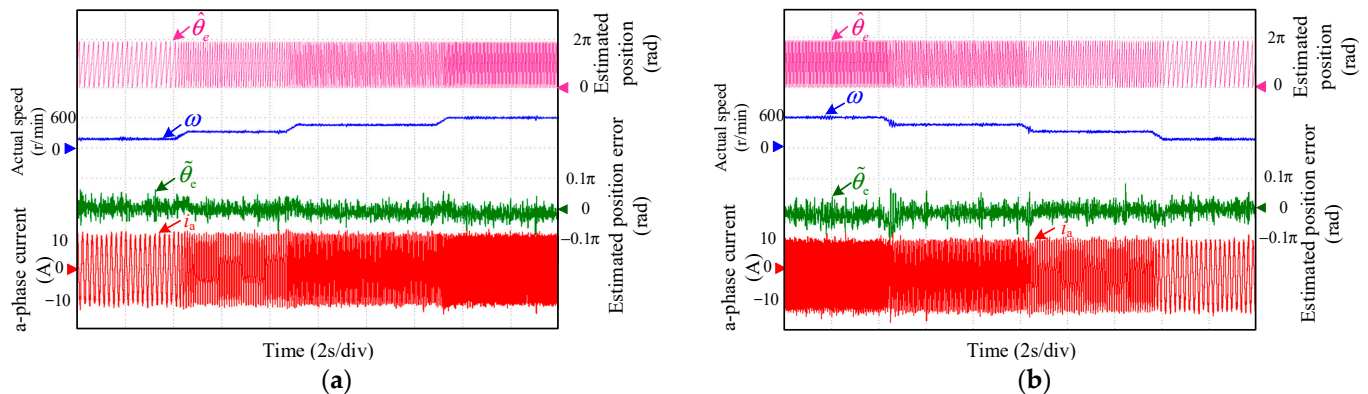 θ̂e
2π
0
Estimated position (rad)
Actual speed (r/min)
600
0
ω
θ̃e
0.1π
0
−0.1π
Estimated position error (rad)
a-phase current (A)
10
0
−10
ia
Time (2s/div)
(a)
θ̂e
2π
0
Estimated position (rad)
Actual speed (r/min)
600
0
ω
θ̃e
0.1π
0
−0.1π
Estimated position error (rad)
a-phase current (A)
10
0
−10
ia
Time (2s/div)
(b)